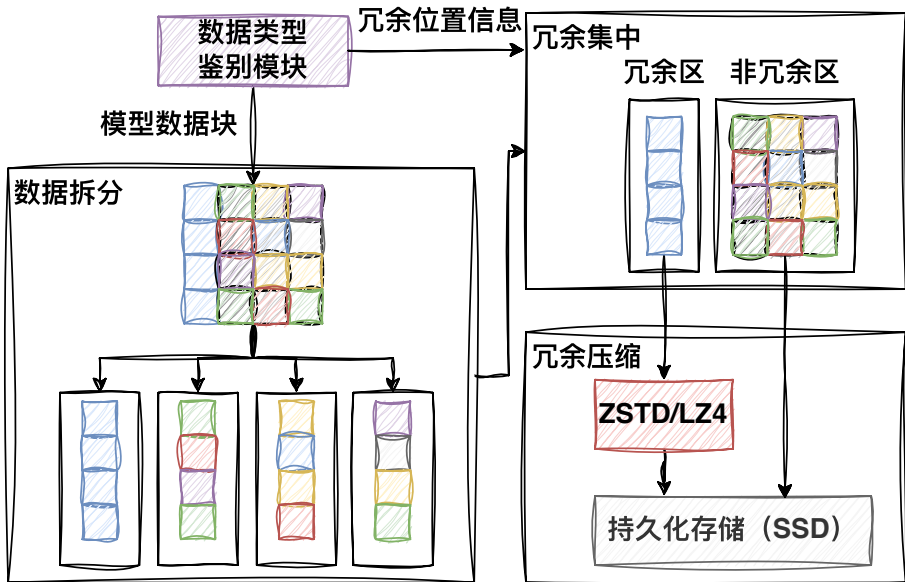 数据类型
鉴别模块
冗余位置信息
模型数据块
数据拆分
冗余集中
冗余区
非冗余区
冗余压缩
ZSTD/LZ4
持久化存储（SSD）